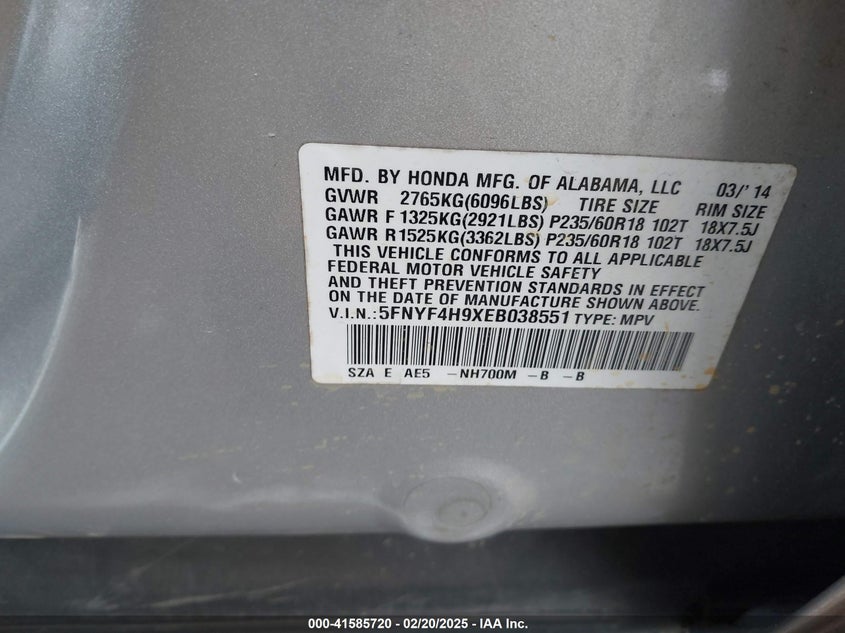 MFD. BY HONDA MFG. OF ALABAMA, LLC 03/' 14
GVWR 2765KG(6096LBS) TIRE SIZE RIM SIZE
GAWR F 1325KG(2921LBS) P235/60R18 102T 18X7.5J
GAWR R 1525KG(3362LBS) P235/60R18 102T 18X7.5J
THIS VEHICLE CONFORMS TO ALL APPLICABLE
FEDERAL MOTOR VEHICLE SAFETY
AND THEFT PREVENTION STANDARDS IN EFFECT
ON THE DATE OF MANUFACTURE SHOWN ABOVE.
V.I.N.:5FNYF4H9XEB038551 TYPE: MPV
SZA E AE5 -NH700M -B -B
000-41585720 - 02/20/2025 - IAA Inc.